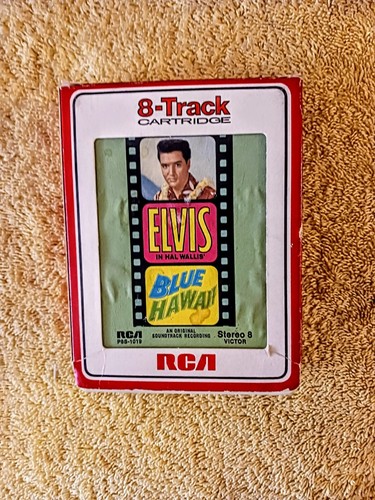 8-Track
CARTRIDGE
ELVIS
IN HAL WALLIS'
BLUE
HAWAII
RCA
P8S-1019
AN ORIGINAL
SOUNDTRACK RECORDING
Stereo 8
VICTOR
RCA